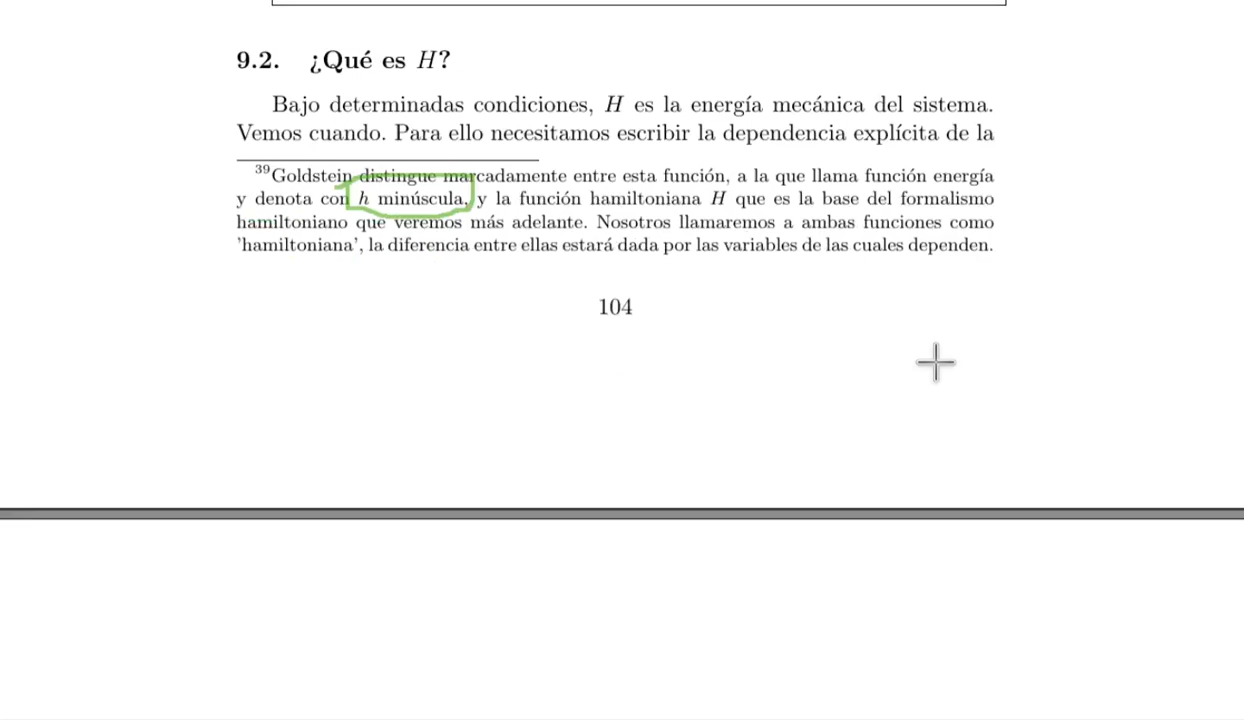 9.2. ¿Qué es H?
Bajo determinadas condiciones, H es la energía mecánica del sistema.
Vemos cuando. Para ello necesitamos escribir la dependencia explícita de la
39Goldstein distingue marcadamente entre esta función, a la que llama función energía
y denota con h minúscula, y la función hamiltoniana H que es la base del formalismo
hamiltoniano que veremos más adelante. Nosotros llamaremos a ambas funciones como
'hamiltoniana', la diferencia entre ellas estará dada por las variables de las cuales dependen.
104